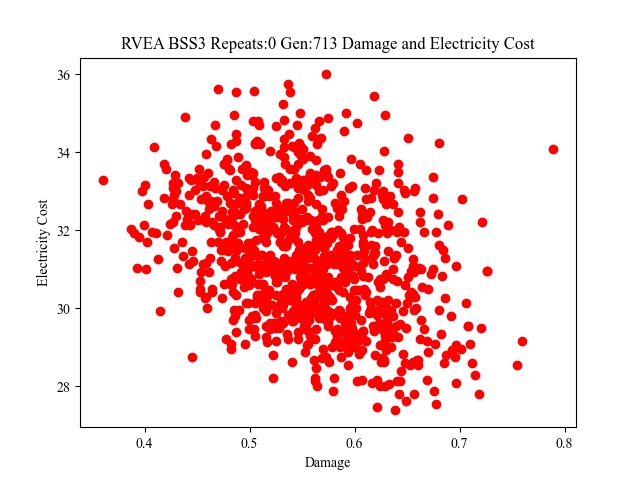 RVEA BSS3 Repeats:0 Gen:713 Damage and Electricity Cost
36
34
32
30
28
Electricity Cost
0.4 0.5 0.6 0.7 0.8
Damage